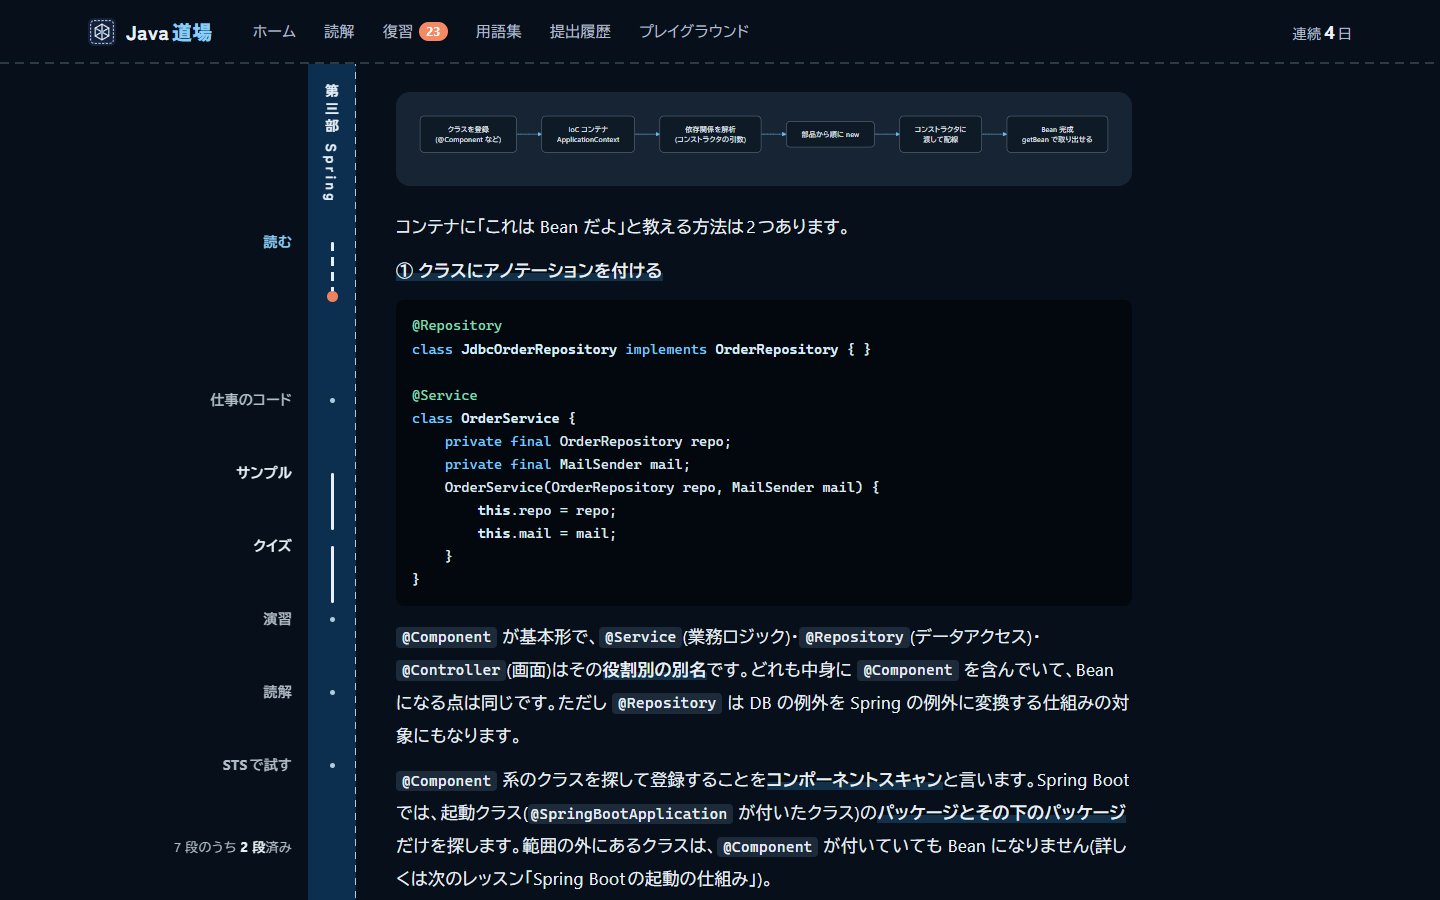 Java 道場
ホーム
読解
復習 23
用語集
提出履歴
プレイグラウンド
連続 4 日
第三部 Spring
読む
仕事のコード
サンプル
クイズ
演習
読解
STSで試す
7 段のうち 2 段済み
クラスを登録
(@Component など)
IoC コンテナ
ApplicationContext
依存関係を解析
(コンストラクタの引数)
部品から順に new
コンストラクタに
渡して配線
Bean 完成
getBean で取り出せる
コンテナに「これは Bean だよ」と教える方法は2つあります。
① クラスにアノテーションを付ける
@Repository
class JdbcOrderRepository implements OrderRepository { }
@Service
class OrderService {
    private final OrderRepository repo;
    private final MailSender mail;
    OrderService(OrderRepository repo, MailSender mail) {
        this.repo = repo;
        this.mail = mail;
    }
}
@Component が基本形で、@Service(業務ロジック)・@Repository(データアクセス)・
@Controller(画面)はその役割別の別名です。どれも中身に @Component を含んでいて、Bean
になる点は同じです。ただし @Repository は DB の例外を Spring の例外に変換する仕組みの対
象にもなります。
@Component 系のクラスを探して登録することをコンポーネントスキャンと言います。Spring Boot
では、起動クラス(@SpringBootApplication が付いたクラス)のパッケージとその下のパッケージ
だけを探します。範囲の外にあるクラスは、@Component が付いていても Bean になりません(詳し
くは次のレッスン「Spring Bootの起動の仕組み」)。